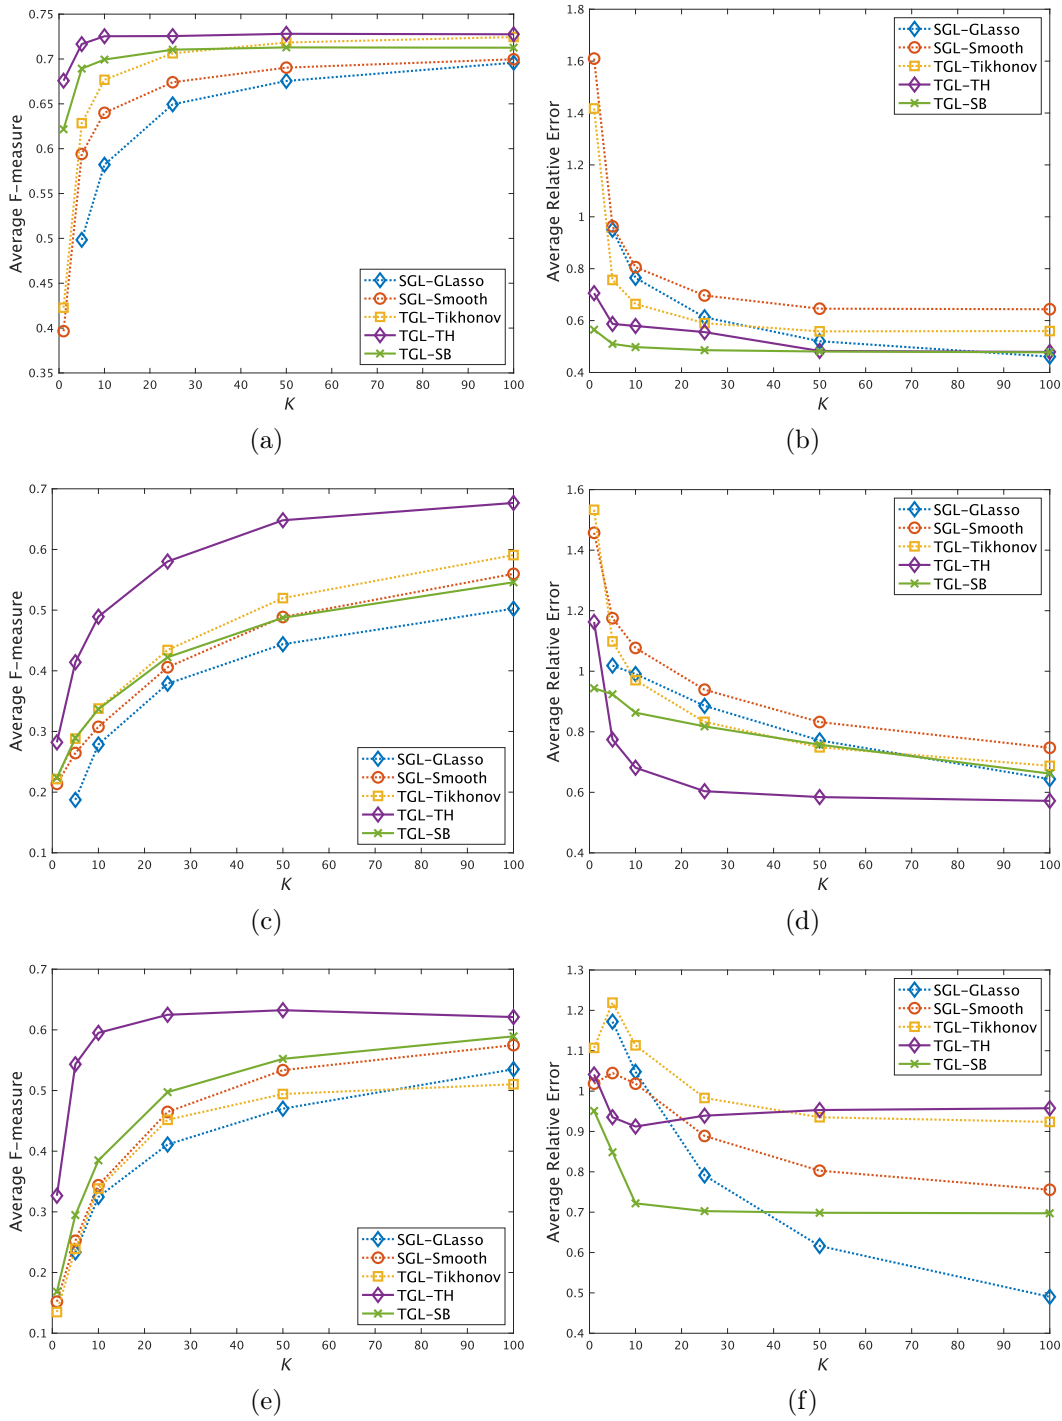 0.75
0.7
0.65
0.6
0.55
0.5
0.45
0.4
0.35
Average F-measure
SGL-GLasso
SGL-Smooth
TGL-Tikhonov
TGL-TH
TGL-SB
0 10 20 30 40 50 60 70 80 90 100
K
(a)
1.8
1.6
1.4
1.2
1
0.8
0.6
0.4
Average Relative Error
SGL-GLasso
SGL-Smooth
TGL-Tikhonov
TGL-TH
TGL-SB
0 10 20 30 40 50 60 70 80 90 100
K
(b)
0.7
0.6
0.5
0.4
0.3
0.2
0.1
Average F-measure
SGL-GLasso
SGL-Smooth
TGL-Tikhonov
TGL-TH
TGL-SB
0 10 20 30 40 50 60 70 80 90 100
K
(c)
1.6
1.4
1.2
1
0.8
0.6
0.4
Average Relative Error
SGL-GLasso
SGL-Smooth
TGL-Tikhonov
TGL-TH
TGL-SB
0 10 20 30 40 50 60 70 80 90 100
K
(d)
0.7
0.6
0.5
0.4
0.3
0.2
0.1
Average F-measure
SGL-GLasso
SGL-Smooth
TGL-Tikhonov
TGL-TH
TGL-SB
0 10 20 30 40 50 60 70 80 90 100
K
(e)
1.3
1.2
1.1
1
0.9
0.8
0.7
0.6
0.5
0.4
Average Relative Error
SGL-GLasso
SGL-Smooth
TGL-Tikhonov
TGL-TH
TGL-SB
0 10 20 30 40 50 60 70 80 90 100
K
(f)